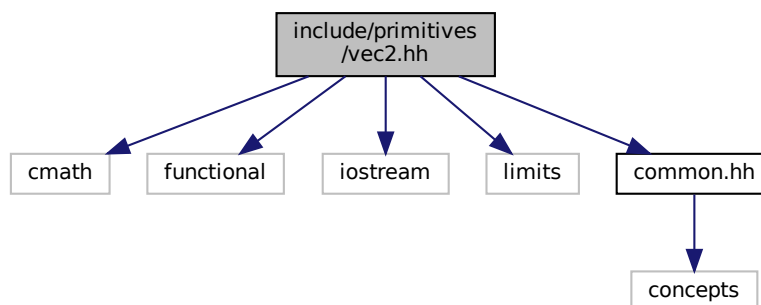 include/primitives
/vec2.hh
cmath
functional
iostream
limits
common.hh
concepts